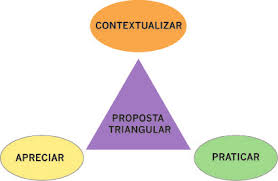 CONTEXTUALIZAR
PROPOSTA
TRIANGULAR
APRECIAR
PRATICAR